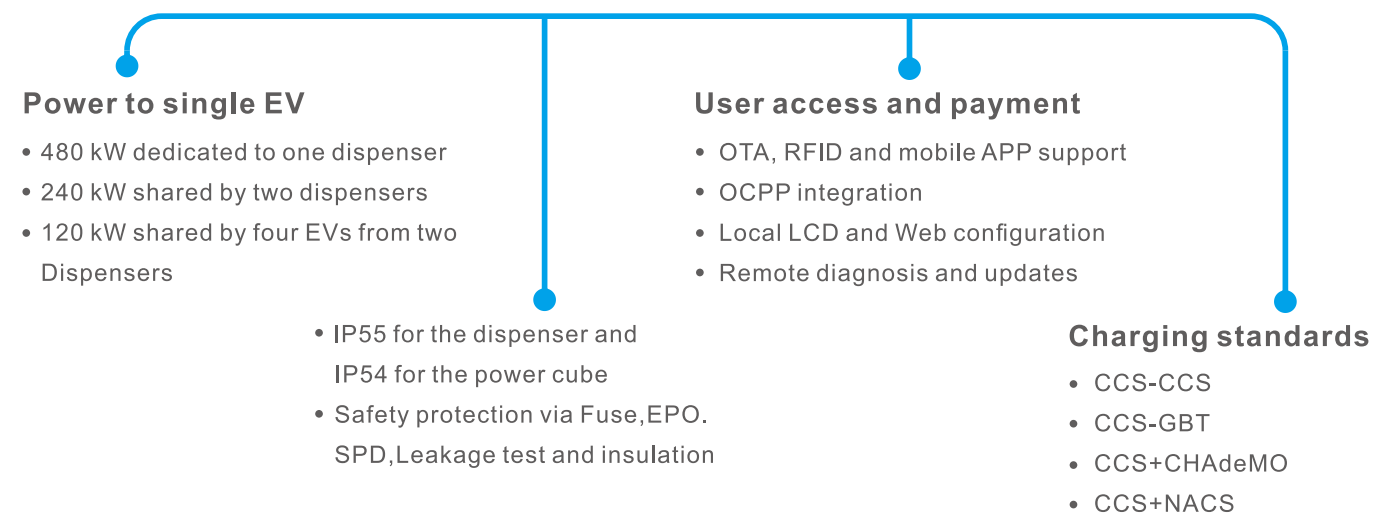 Power to single EV
• 480 kW dedicated to one dispenser
• 240 kW shared by two dispensers
• 120 kW shared by four EVs from two
Dispensers
• IP55 for the dispenser and
IP54 for the power cube
• Safety protection via Fuse,EPO.
SPD,Leakage test and insulation
User access and payment
• OTA, RFID and mobile APP support
• OCPP integration
• Local LCD and Web configuration
• Remote diagnosis and updates
Charging standards
• CCS-CCS
• CCS-GBT
• CCS+CHAdeMO
• CCS+NACS